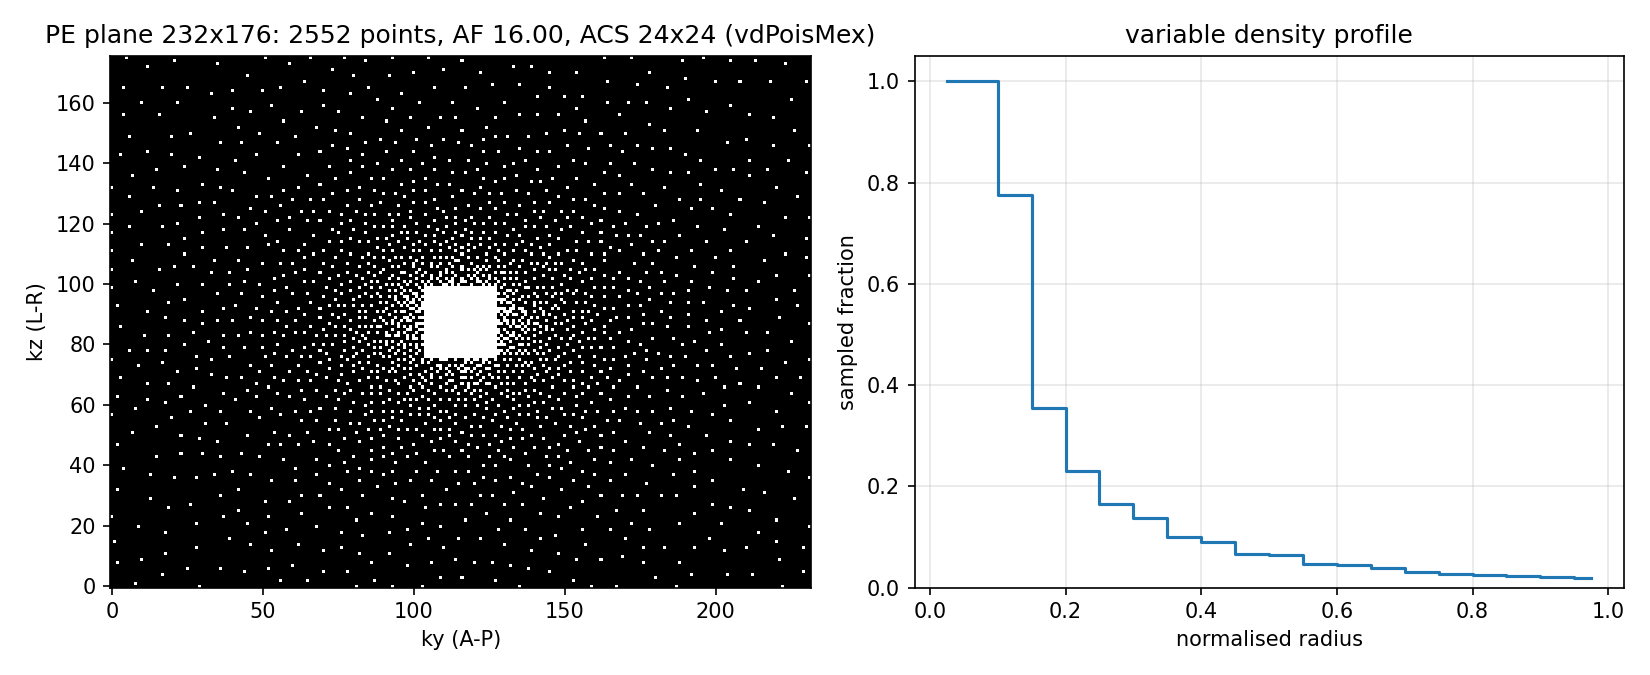 PE plane 232x176: 2552 points, AF 16.00, ACS 24x24 (vdPoisMex)
160
140
120
100
80
60
40
20
0
kz (L-R)
0 50 100 150 200
ky (A-P)
variable density profile
1.0
0.8
0.6
0.4
0.2
0.0
sampled fraction
0.0 0.2 0.4 0.6 0.8 1.0
normalised radius